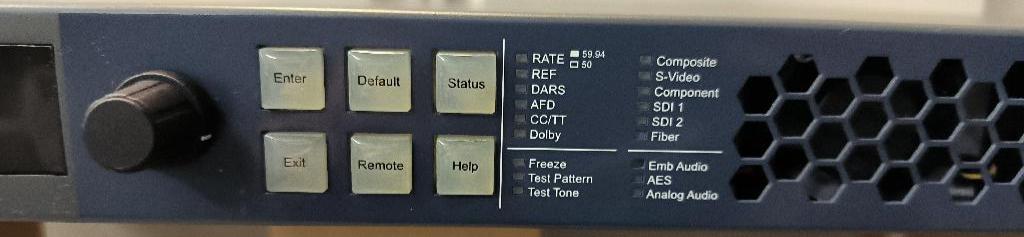 Enter
Default
Status
Exit
Remote
Help
RATE 59.94
50
REF
DARS
AFD
CC/TT
Dolby
Freeze
Test Pattern
Test Tone
Composite
S-Video
Component
SDI 1
SDI 2
Fiber
Emb Audio
AES
Analog Audio